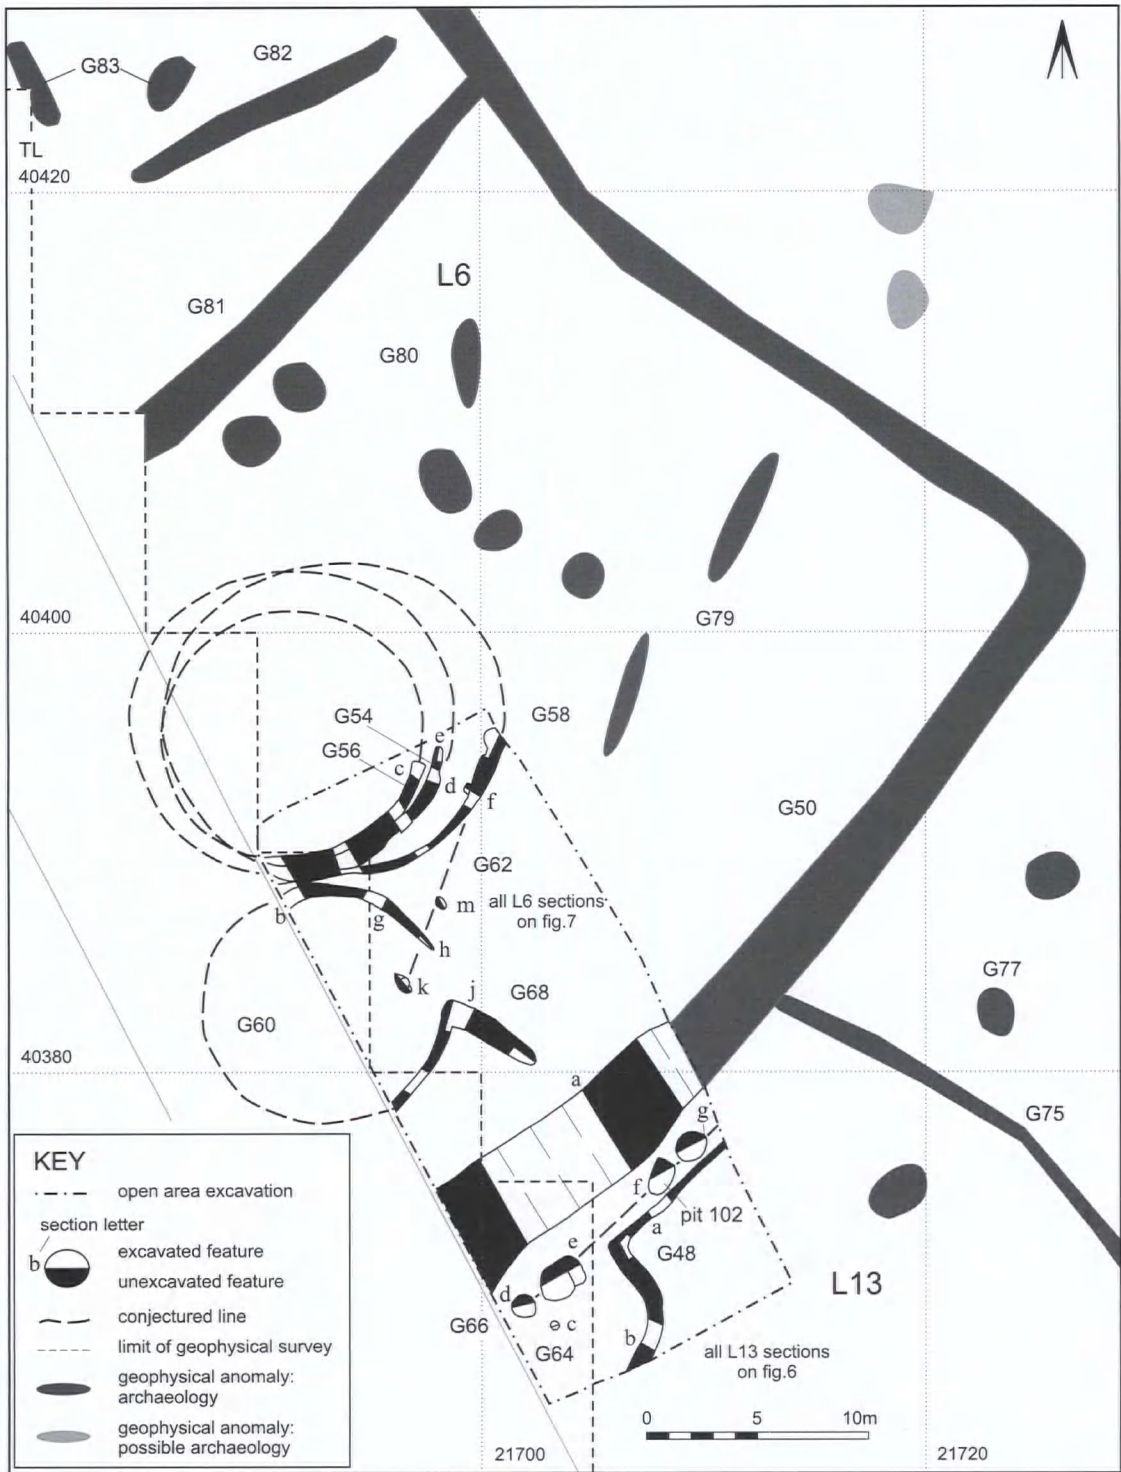 G83
G82
TL
40420
L6
G81
G80
40400
G79
G54
G58
G56
e
c
d
f
G50
G62
m
all L6 sections
on fig.7
b
g
h
k
j
G68
G77
G60
40380
a
G75
g
f
pit 102
a
G48
e
d
c
L13
G66
G64
b
all L13 sections
on fig.6
KEY
open area excavation
section letter
b
excavated feature
unexcavated feature
conjectured line
limit of geophysical survey
geophysical anomaly:
archaeology
geophysical anomaly:
possible archaeology
0 5 10m
21700
21720